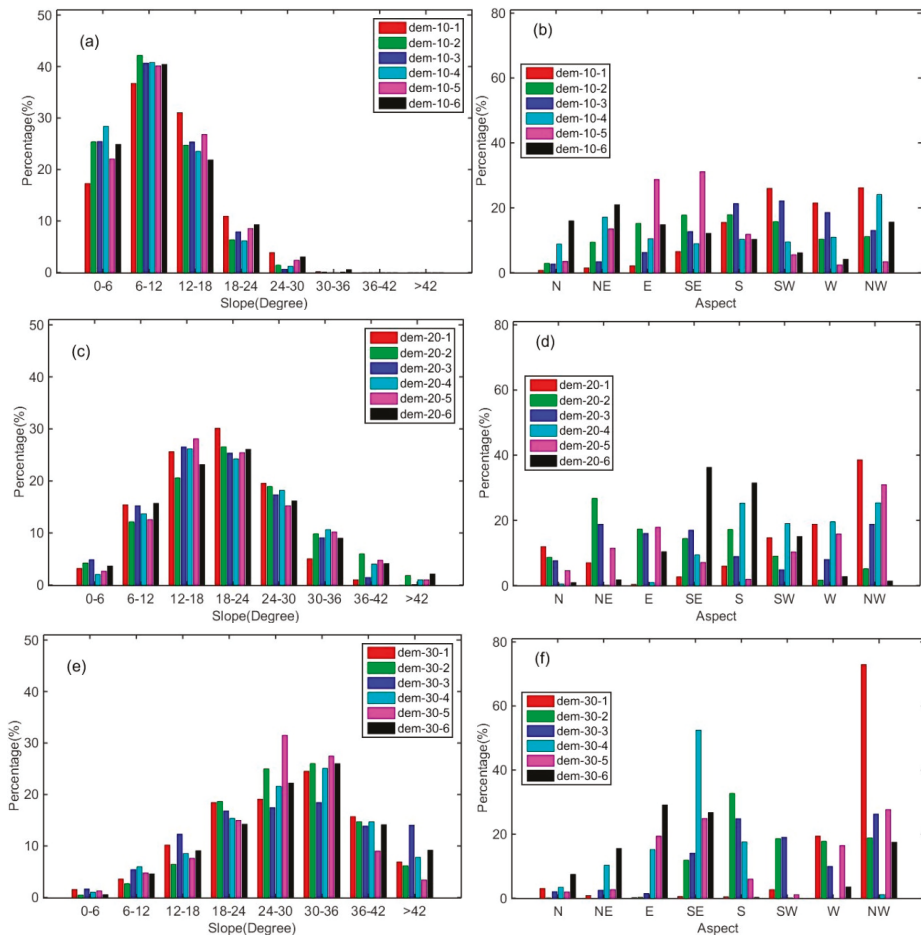 (a)
dem-10-1
dem-10-2
dem-10-3
dem-10-4
dem-10-5
dem-10-6
50
40
30
20
10
0
Percentage(%)
0-6 6-12 12-18 18-24 24-30 30-36 36-42 >42
Slope(Degree)
(b)
dem-10-1
dem-10-2
dem-10-3
dem-10-4
dem-10-5
dem-10-6
80
60
40
20
0
Percentage(%)
N NE E SE S SW W NW
Aspect
(c)
dem-20-1
dem-20-2
dem-20-3
dem-20-4
dem-20-5
dem-20-6
50
40
30
20
10
0
Percentage(%)
0-6 6-12 12-18 18-24 24-30 30-36 36-42 >42
Slope(Degree)
(d)
dem-20-1
dem-20-2
dem-20-3
dem-20-4
dem-20-5
dem-20-6
80
60
40
20
0
Percentage(%)
N NE E SE S SW W NW
Aspect
(e)
dem-30-1
dem-30-2
dem-30-3
dem-30-4
dem-30-5
dem-30-6
50
40
30
20
10
0
Percentage(%)
0-6 6-12 12-18 18-24 24-30 30-36 36-42 >42
Slope(Degree)
(f)
dem-30-1
dem-30-2
dem-30-3
dem-30-4
dem-30-5
dem-30-6
80
60
40
20
0
Percentage(%)
N NE E SE S SW W NW
Aspect